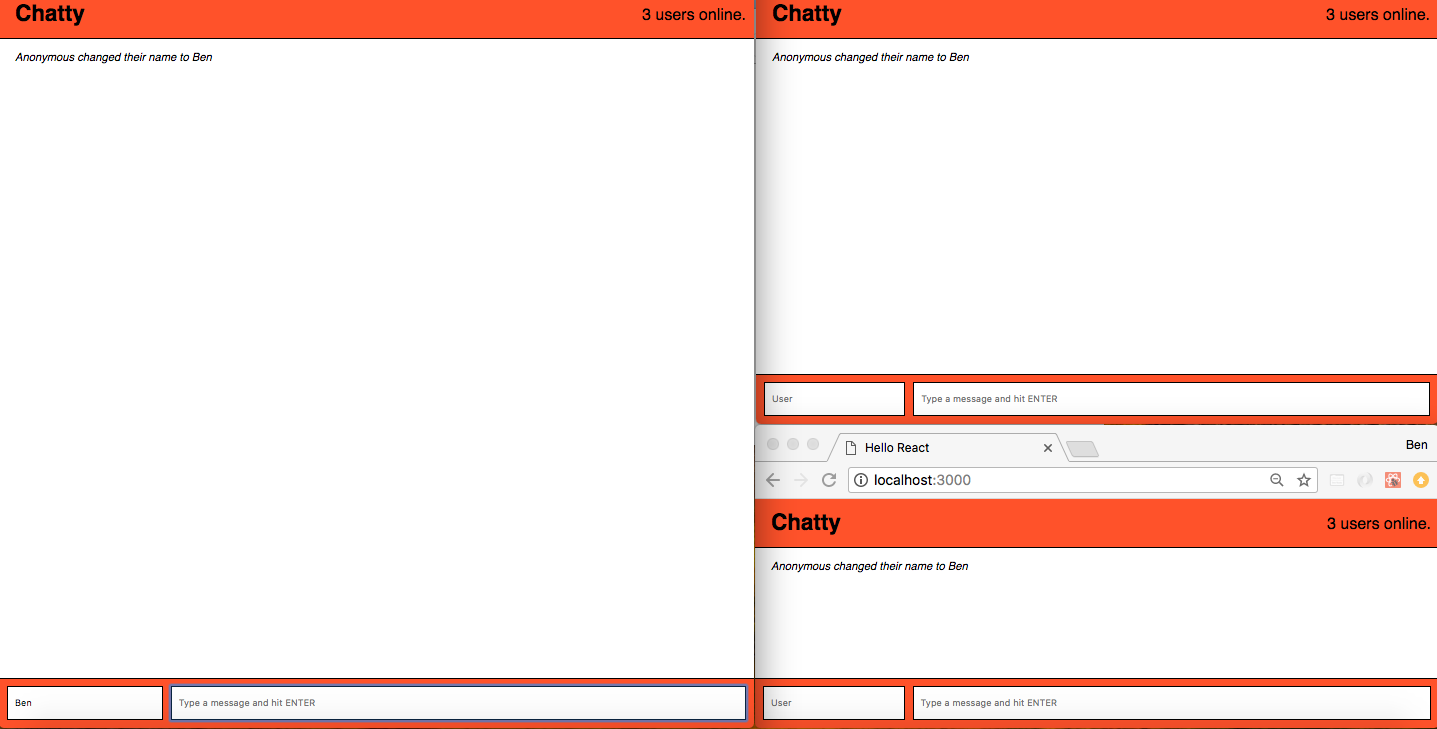 Chatty
3 users online.
Anonymous changed their name to Ben
Ben
Type a message and hit ENTER
Chatty
3 users online.
Anonymous changed their name to Ben
User
Type a message and hit ENTER
Hello React
Ben
localhost:3000
Chatty
3 users online.
Anonymous changed their name to Ben
User
Type a message and hit ENTER